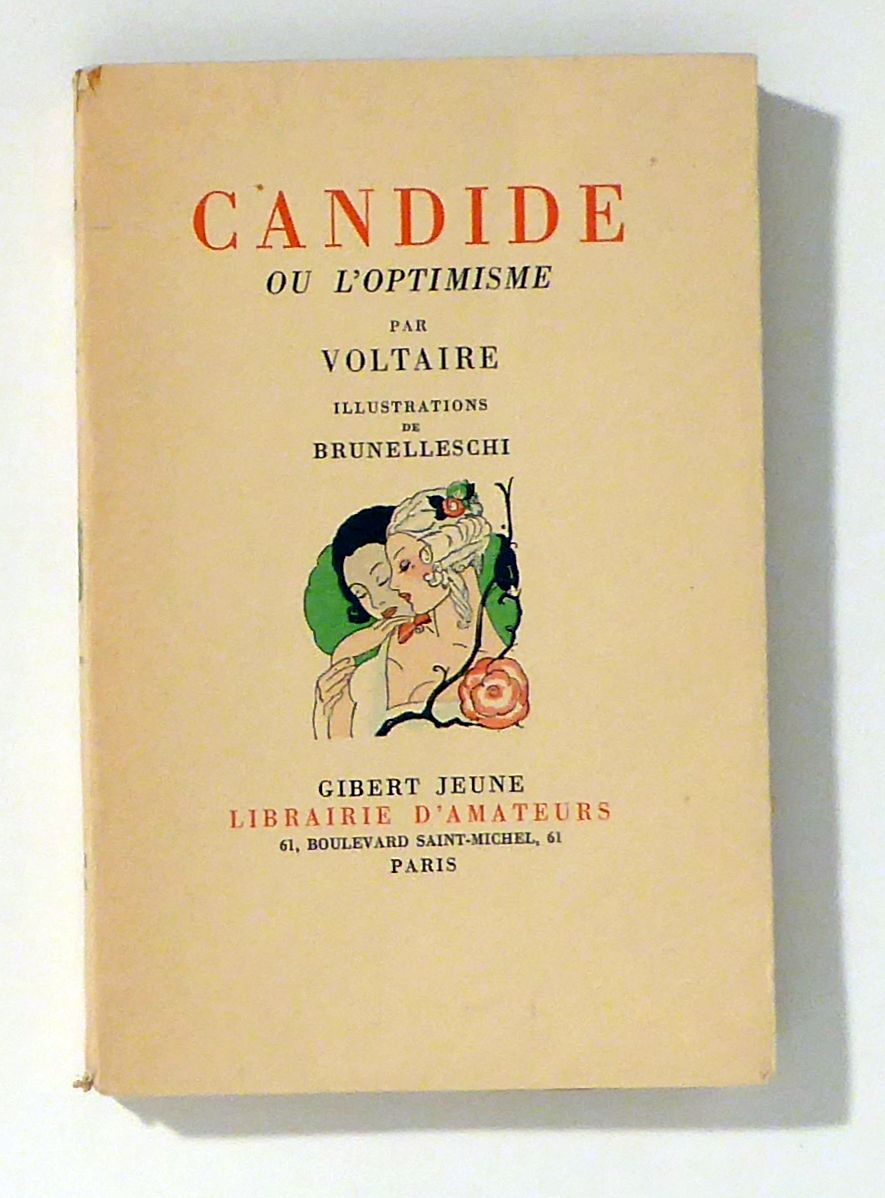 CANDIDE
OU L'OPTIMISME
PAR
VOLTAIRE
ILLUSTRATIONS
DE
BRUNELLESCHI
GIBERT JEUNE
LIBRAIRIE D'AMATEURS
61, BOULEVARD SAINT-MICHEL, 61
PARIS